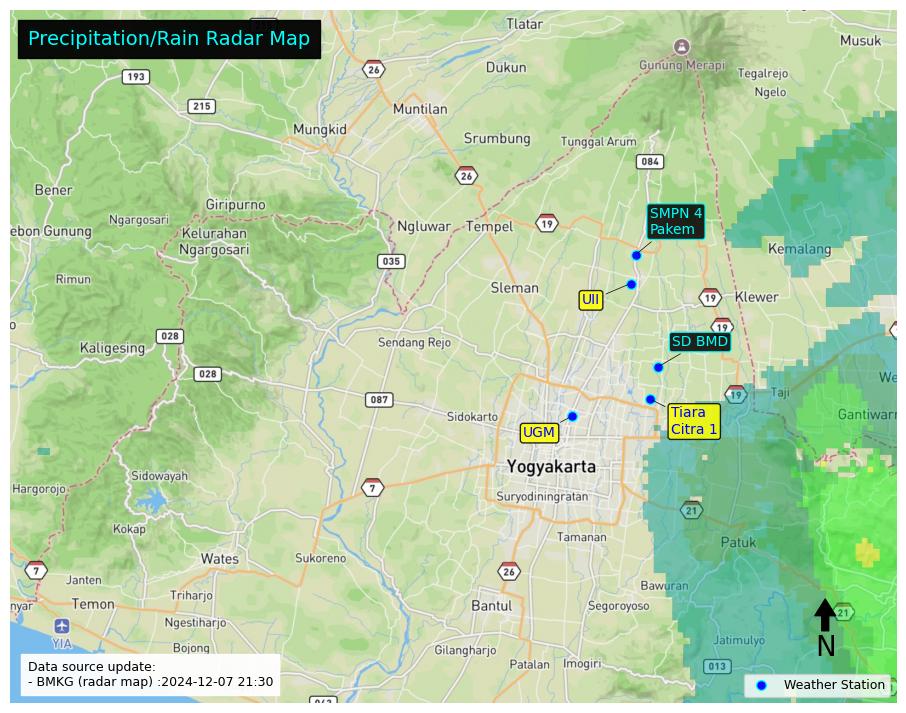 Precipitation/Rain Radar Map
Tlatar
Musuk
26
Dukun
Gunung Merapi
193
Tegalrejo
Ngelo
215
Muntilan
Mungkid
Srumbung
Tunggal Arum
084
26
Bener
Giripurno
Ngargosari
SMPN 4
Pakem
ebon Gunung
Kelurahan
Ngargosari
Ngluwar
Tempel
19
Kemalang
035
Rimun
Sleman
UII
19
Klewer
19
028
Kaligesing
Sendang Rejo
SD BMD
028
We
087
19
Taji
Sidokarto
Tiara
Citra 1
Gantiwarn
UGM
Yogyakarta
Sidowayah
Hargorojo
7
Suryodiningratan
21
Kokap
Tamanan
Patuk
Wates
Sukoreno
7
26
Janten
Bawuran
Triharjo
nyar
Temon
Bantul
Segoroyoso
21
Ngestiharjo
YIA
N
Bojong
Gilangharjo
Jatimulyo
Patalan
Imogiri
013
Data source update:
- BMKG (radar map) :2024-12-07 21:30
Weather Station